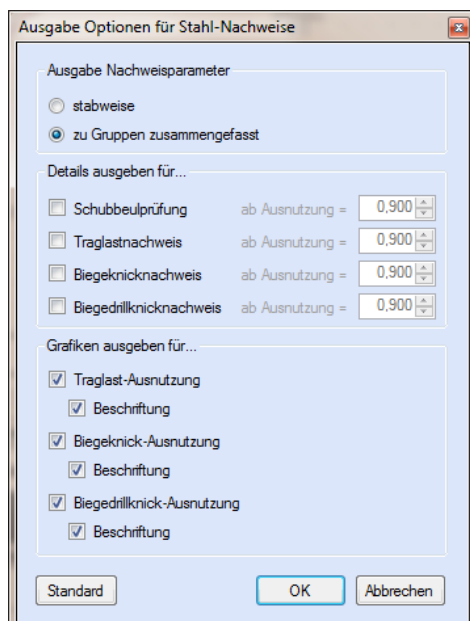 Ausgabe Optionen für Stahl-Nachweise
Ausgabe Nachweisparameter
stabweise
zu Gruppen zusammengefasst
Details ausgeben für...
Schubbeulprüfung ab Ausnutzung = 0,900
Traglastnachweis ab Ausnutzung = 0,900
Biegeknicknachweis ab Ausnutzung = 0,900
Biegedrillknicknachweis ab Ausnutzung = 0,900
Grafiken ausgeben für...
Traglast-Ausnutzung
Beschriftung
Biegeknick-Ausnutzung
Beschriftung
Biegedrillknick-Ausnutzung
Beschriftung
Standard OK Abbrechen